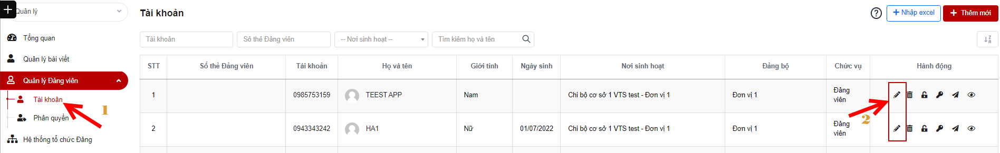 Quản lý
Tổng quan
Quản lý bài viết
Quản lý Đảng viên
Tài khoản
1
Phân quyền
Hệ thống tổ chức Đảng
Tài khoản
?
Nhập excel
Thêm mới
Tài khoản
Số thẻ Đảng viên
-- Nơi sinh hoạt --
Tìm kiếm họ và tên
STT Số thẻ Đảng viên Tài khoản Họ và tên Giới tính Ngày sinh Nơi sinh hoạt Đảng bộ Chức vụ Hành động
1 0985753159 TEEST APP Nam Chi bộ cơ sở 1 VTS test - Đơn vị 1 Đơn vị 1 Đảng
viên
2
2 0943343242 HA1 Nữ 01/07/2022 Chi bộ cơ sở 1 VTS test - Đơn vị 1 Đơn vị 1 Đảng
viên